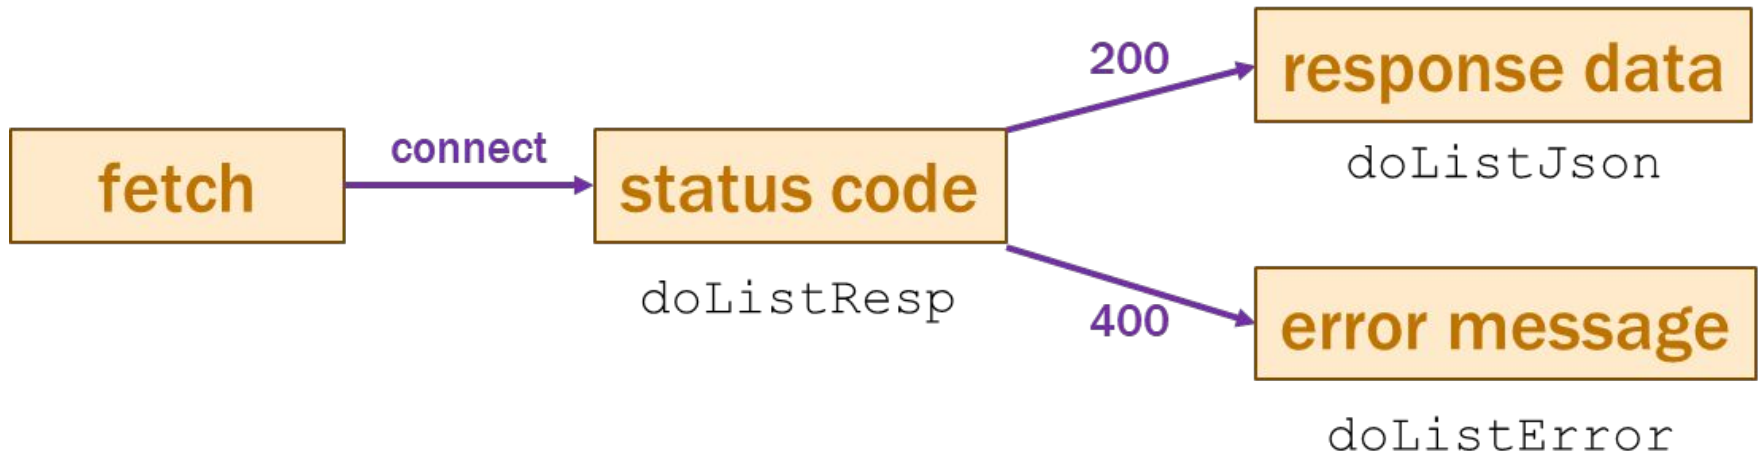 fetch
connect
status code
doListResp
200
response data
doListJson
400
error message
doListError